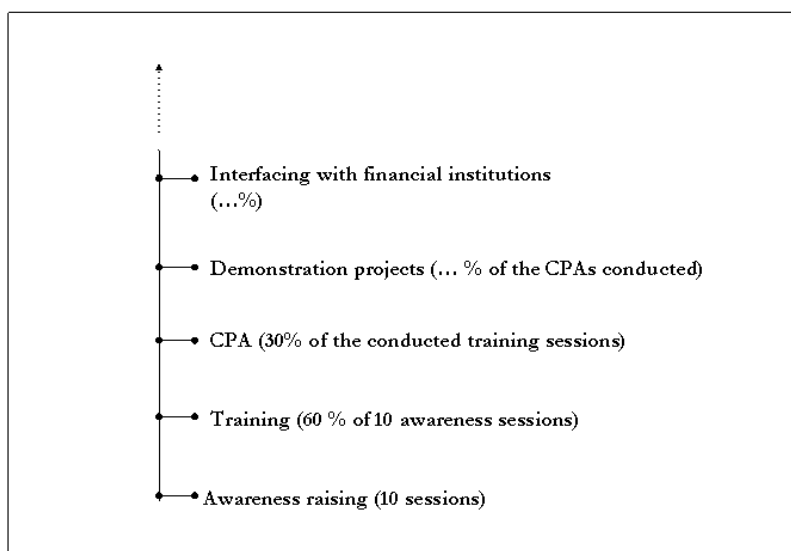 Interfacing with financial institutions
(...%)
Demonstration projects (... % of the CPAs conducted)
CPA (30% of the conducted training sessions)
Training (60 % of 10 awareness sessions)
Awareness raising (10 sessions)